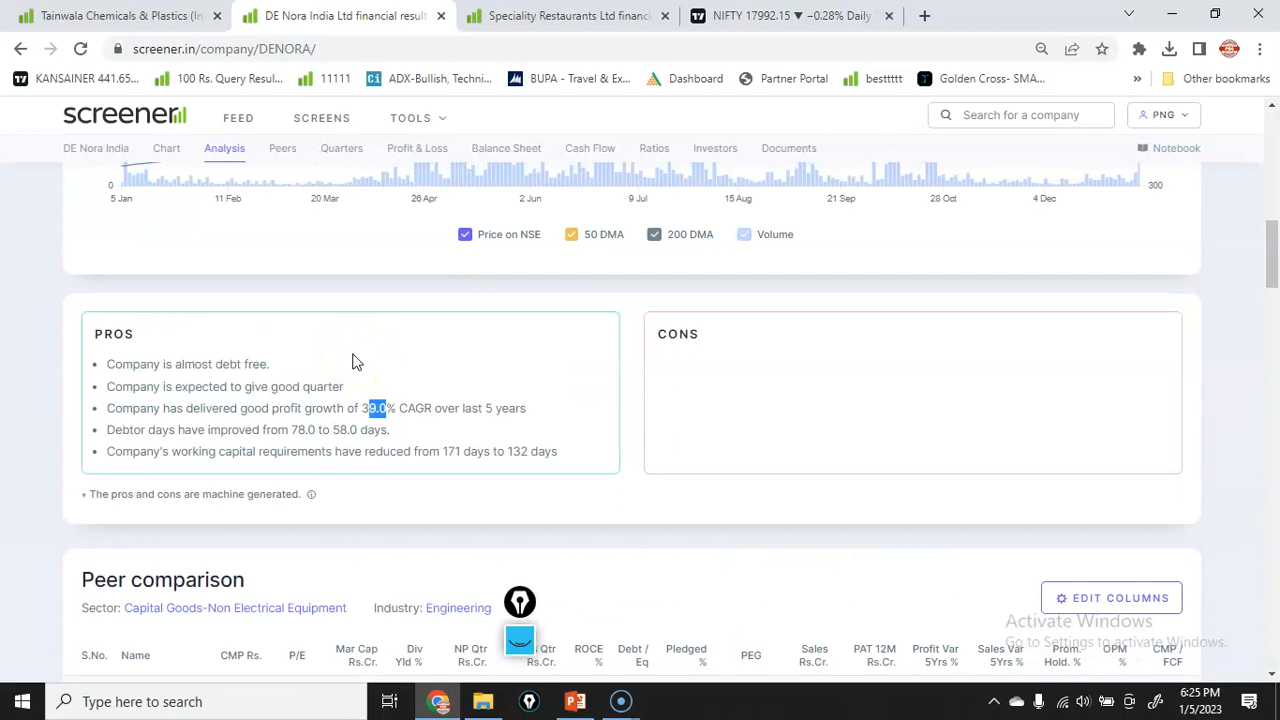 Tainwala Chemicals & Plastics (In
DE Nora India Ltd financial result
Speciality Restaurants Ltd financi
NIFTY 17992.15 ▼ −0.28% Daily T
screener.in/company/DENORA/
KANSAINER 441.65...
100 Rs. Query Resul...
11111
ADX-Bullish, Techni...
BUPA - Travel & Ex...
Dashboard
Partner Portal
besttttt
Golden Cross- SMA...
»
Other bookmarks
screener
FEED
SCREENS
TOOLS
Search for a company
PNG
DE Nora India
Chart
Analysis
Peers
Quarters
Profit & Loss
Balance Sheet
Cash Flow
Ratios
Investors
Documents
Notebook
0
300
5 Jan
11 Feb
20 Mar
26 Apr
2 Jun
9 Jul
15 Aug
21 Sep
28 Oct
4 Dec
Price on NSE
50 DMA
200 DMA
Volume
PROS
• Company is almost debt free.
• Company is expected to give good quarter
• Company has delivered good profit growth of 39.0% CAGR over last 5 years
• Debtor days have improved from 78.0 to 58.0 days.
• Company's working capital requirements have reduced from 171 days to 132 days
CONS
* The pros and cons are machine generated.
Peer comparison
Sector: Capital Goods-Non Electrical Equipment
Industry: Engineering
EDIT COLUMNS
Activate Windows
Go to Settings to activate Windows.
S.No.
Name
CMP Rs.
P/E
Mar Cap
Rs.Cr.
Div
Yld %
NP Qtr
Rs.Cr.
Qtr
Rs.Cr.
ROCE
%
Debt /
Eq
Pledged
%
PEG
Sales
Rs.Cr.
PAT 12M
Rs.Cr.
Profit Var
5Yrs %
Sales Var
5Yrs %
Prom.
Hold. %
OPM
%
CMP /
FCF
Type here to search
6:25 PM
1/5/2023